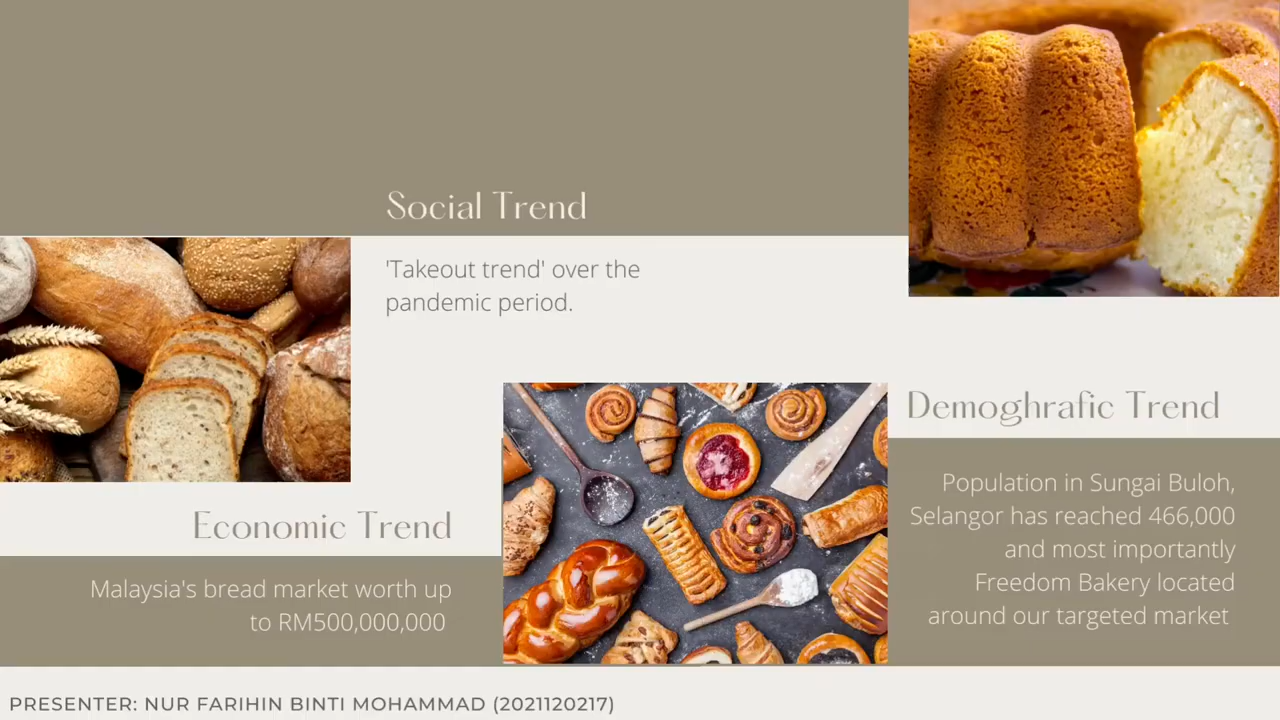 Social Trend
'Takeout trend' over the
pandemic period.
Economic Trend
Malaysia's bread market worth up
to RM500,000,000
Demoghrafic Trend
Population in Sungai Buloh,
Selangor has reached 466,000
and most importantly
Freedom Bakery located
around our targeted market
PRESENTER: NUR FARIHIN BINTI MOHAMMAD (2021120217)